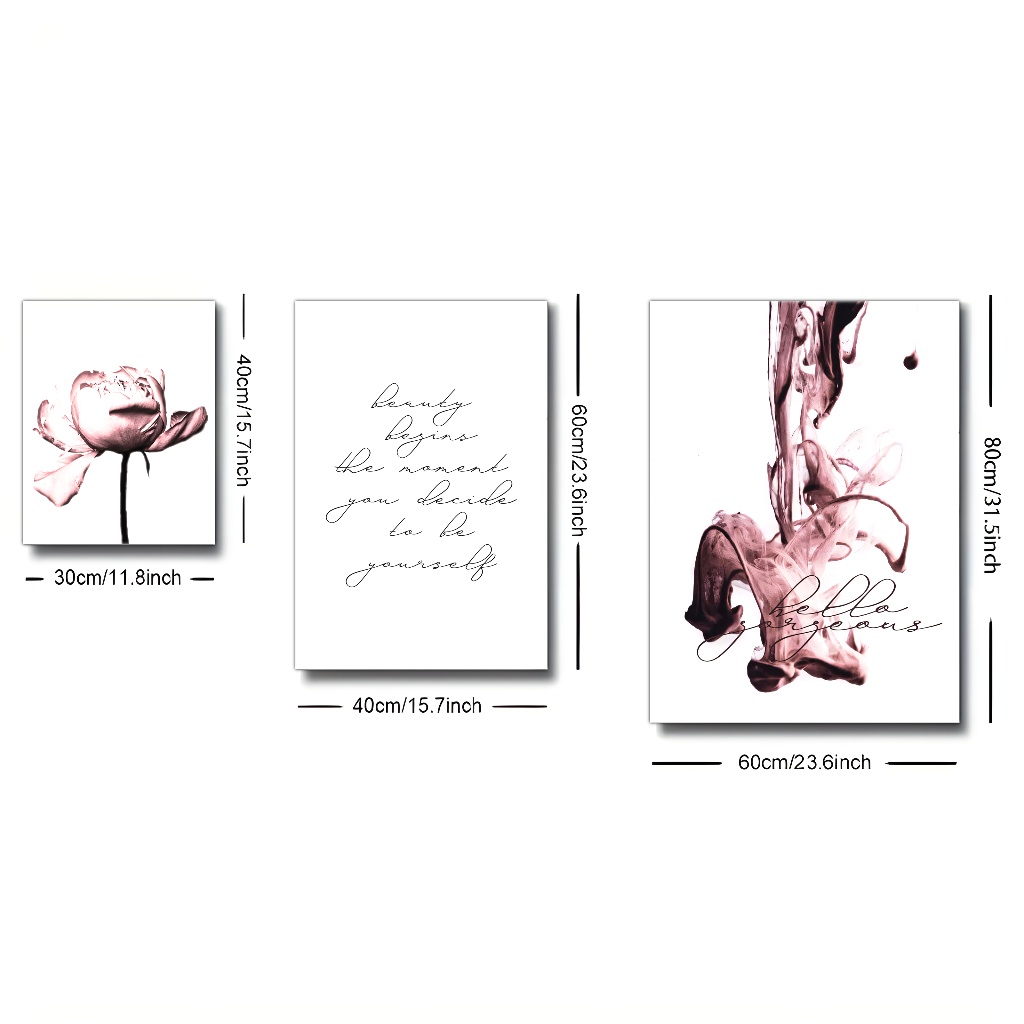 40cm/15.7inch
30cm/11.8inch
beauty
begins
the moment
you decide
to be
yourself
60cm/23.6inch
40cm/15.7inch
hello
gorgeous
80cm/31.5inch
60cm/23.6inch